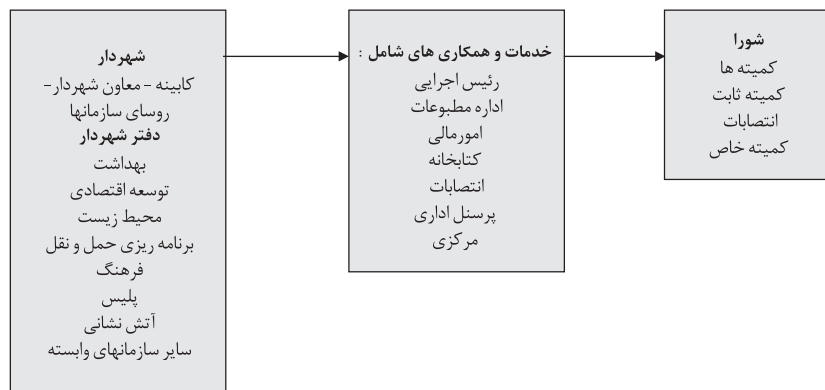 شورا
کمیته ها
کمیته ثابت
انتصابات
کمیته خاص
خدمات و همکاری های شامل :
رئیس اجرایی
اداره مطبوعات
امورمالی
کتابخانه
انتصابات
پرسنل اداری
مرکزی
شهردار
کابینه - معاون شهردار-
روسای سازمانها
دفتر شهردار
بهداشت
توسعه اقتصادی
محیط زیست
برنامه ریزی حمل و نقل
فرهنگ
پلیس
آتش نشانی
سایر سازمانهای وابسته